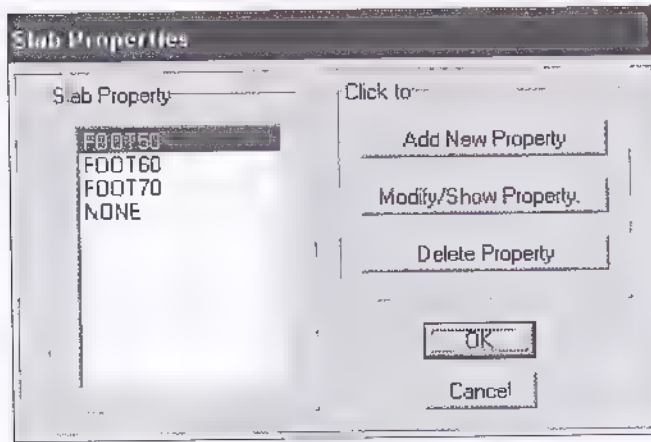 Slab Properties
Slab Property
FOOT50
FOOT60
FOOT70
NONE
Click to
Add New Property
Modify/Show Property.
Delete Property
OK
Cancel